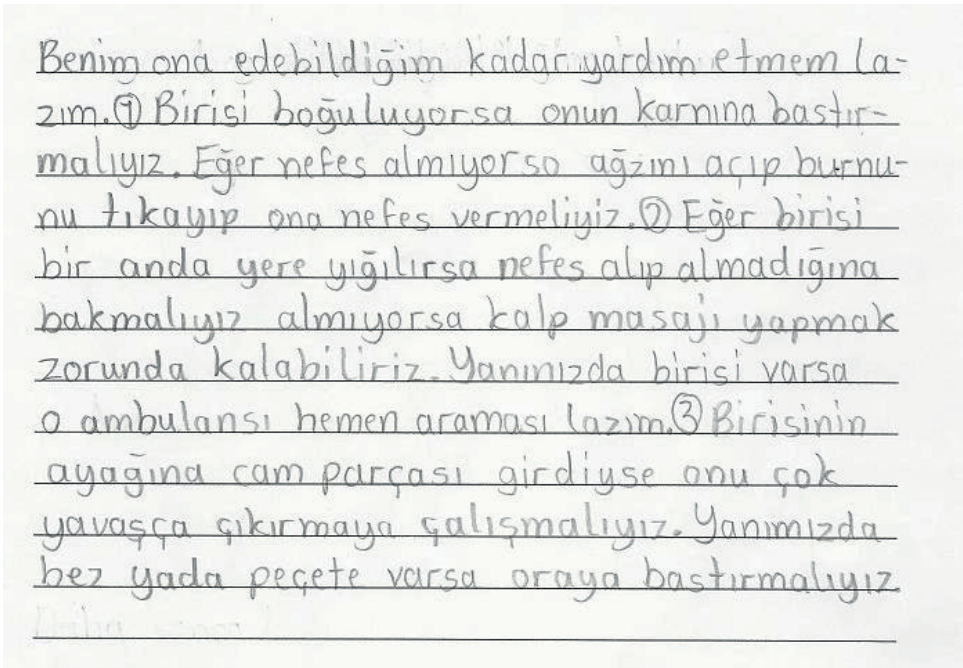 Benim ona edebildiğim kadar yardım etmem la-
zım.① Birisi boğuluyorsa onun karnına bastır-
malıyız. Eğer nefes almıyorsa ağzını açıp burnu-
nu tıkayıp ona nefes vermeliyiz.② Eğer birisi
bir anda yere yığılırsa nefes alıp almadığına
bakmalıyız almıyorsa kalp masajı yapmak
zorunda kalabiliriz. Yanınızda birisi varsa
o ambulansı hemen araması lazım.③ Birisinin
ayağına cam parçası girdiyse onu çok
yavaşça çıkırmaya çalışmalıyız. Yanımızda
bez yada peçete varsa oraya bastırmalıyız.